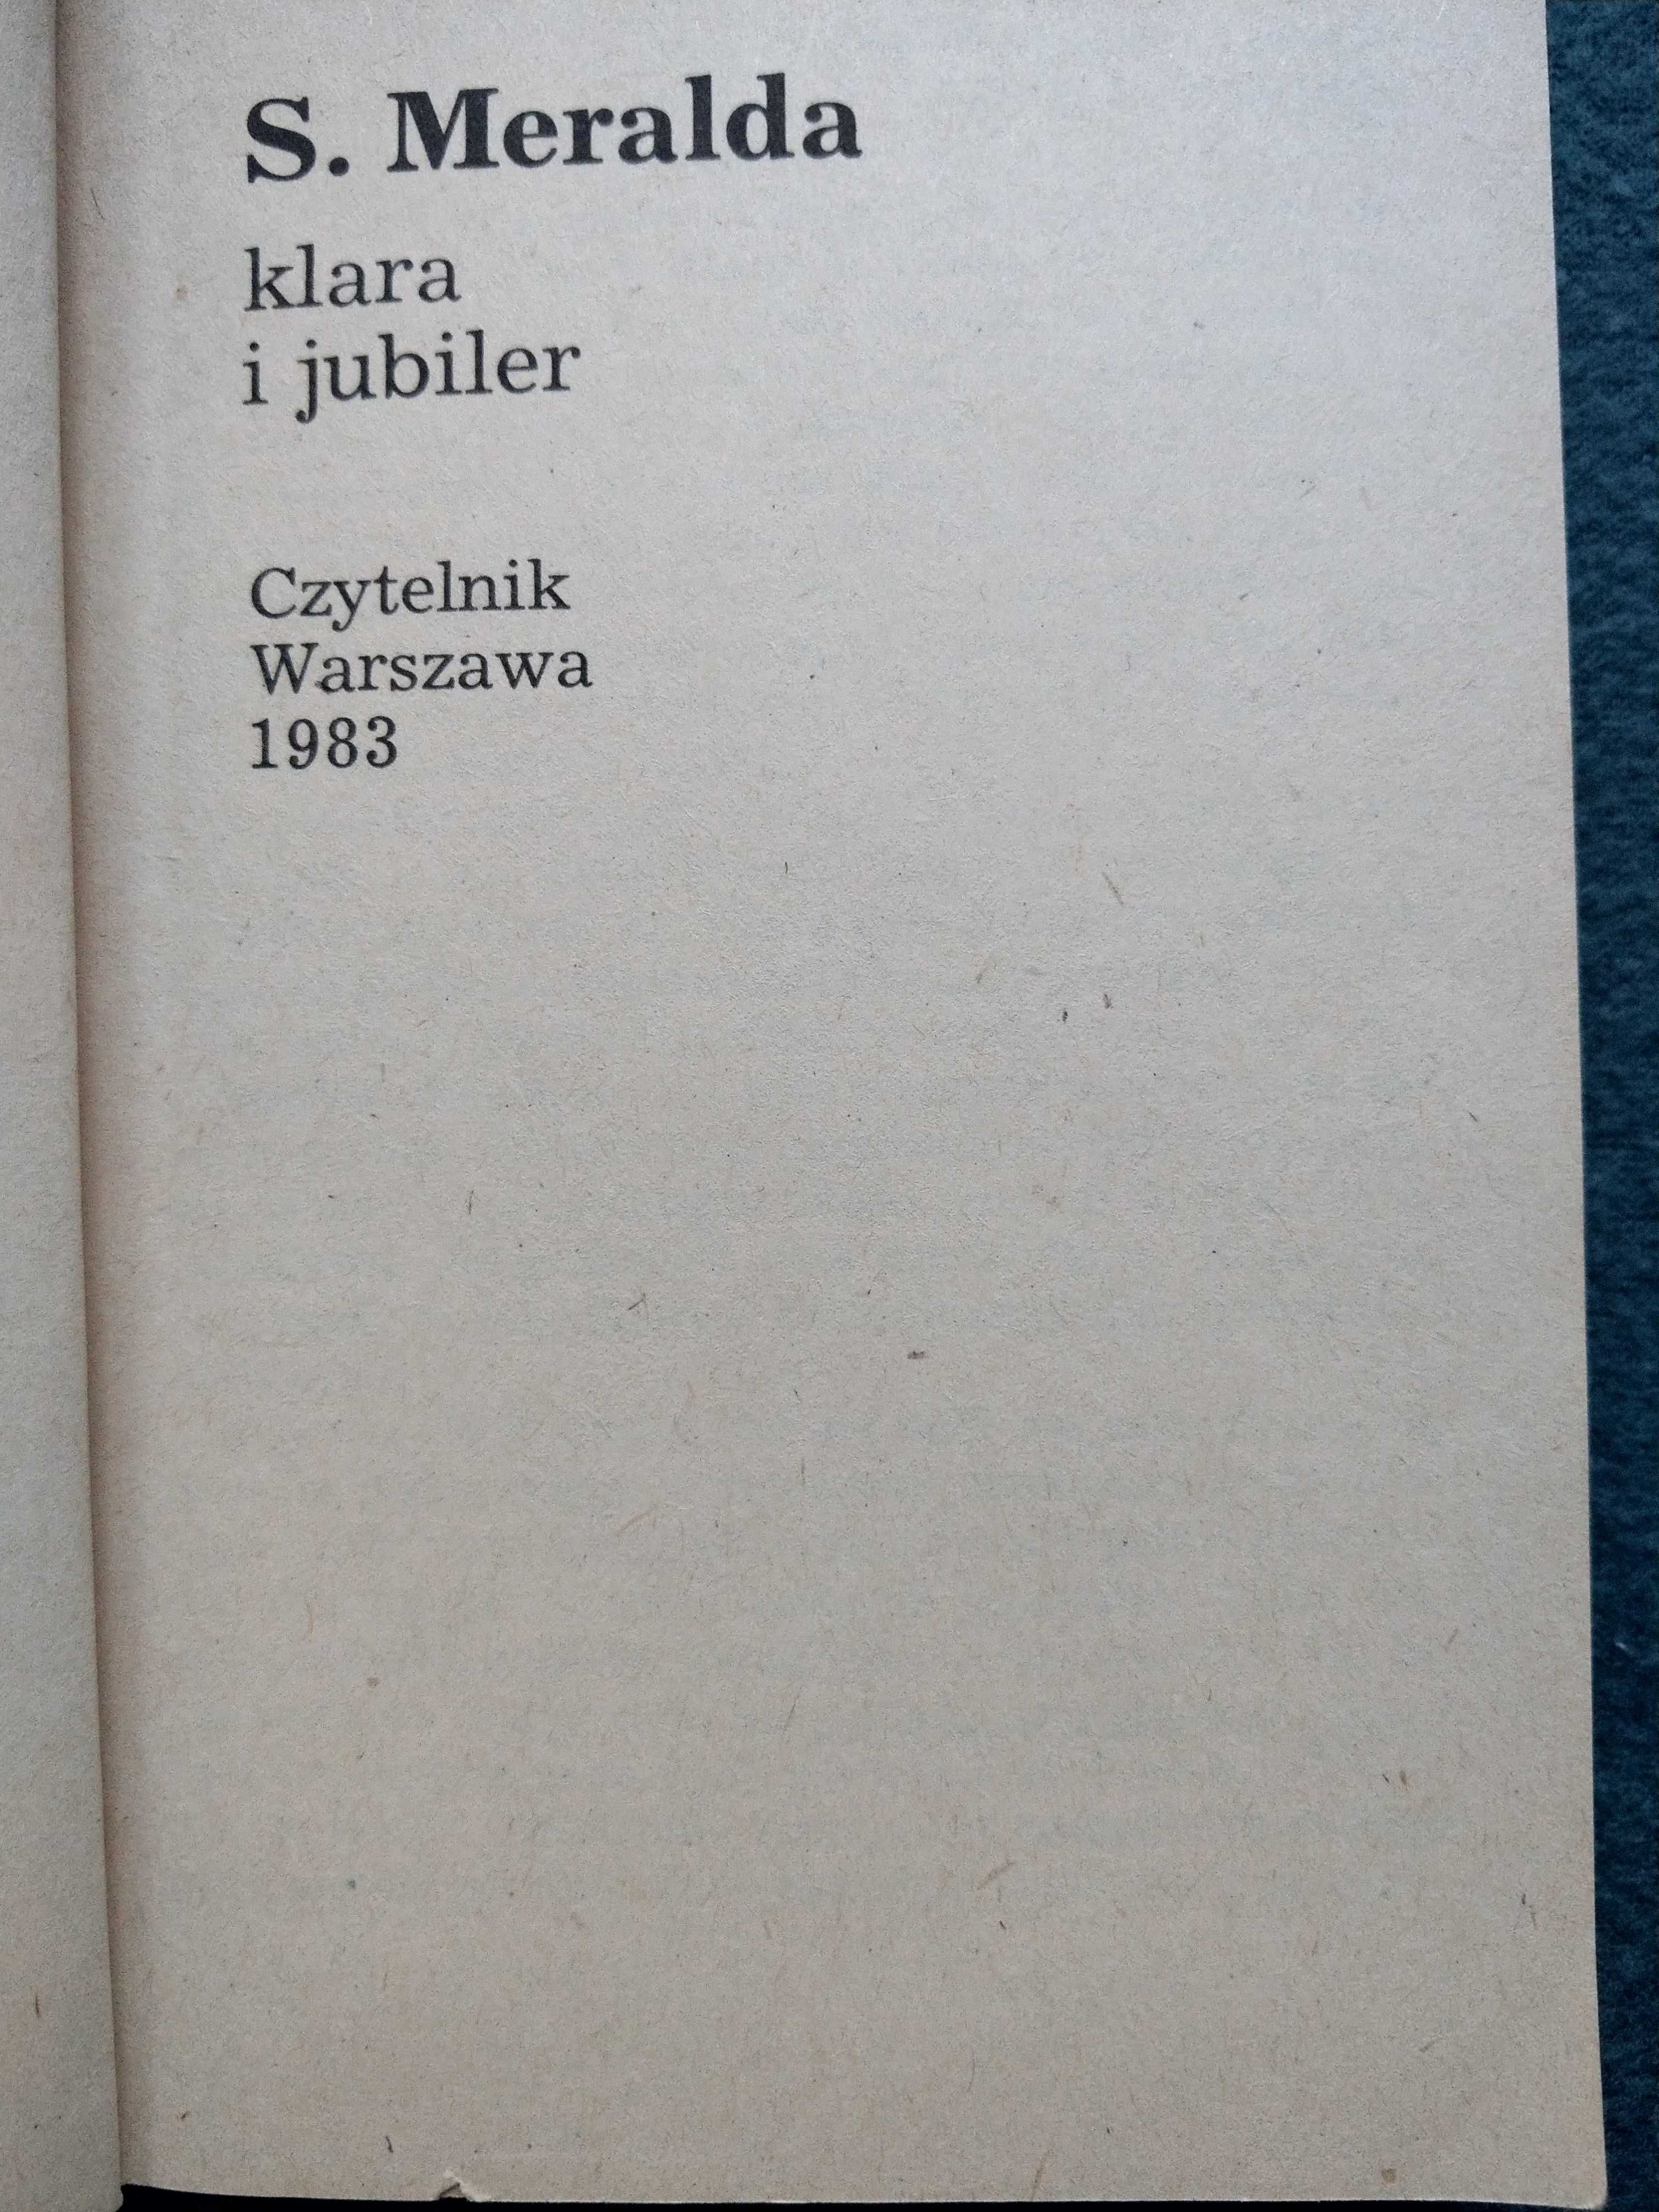 S. Meralda
klara
i jubiler
Czytelnik
Warszawa
1983